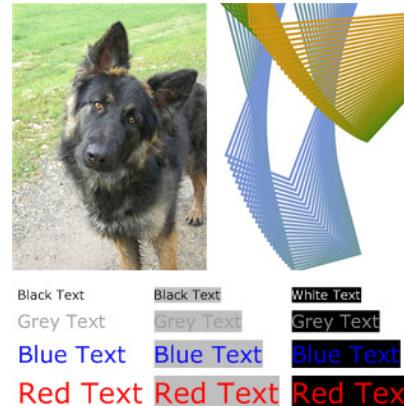 Black Text Black Text White Text
Grey Text Grey Text Grey Text
Blue Text Blue Text Blue Text
Red Text Red Text Red Tex